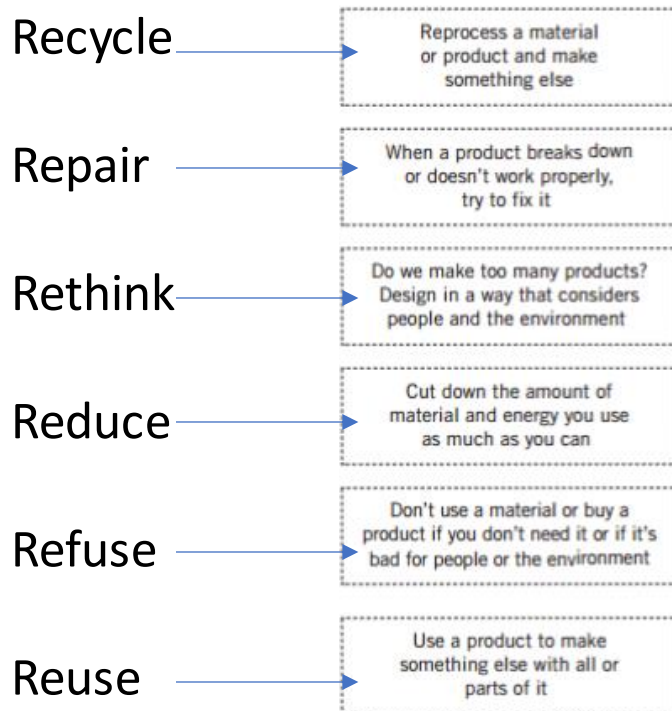 Recycle
Reprocess a material
or product and make
something else
Repair
When a product breaks down
or doesn't work properly,
try to fix it
Rethink
Do we make too many products?
Design in a way that considers
people and the environment
Reduce
Cut down the amount of
material and energy you use
as much as you can
Refuse
Don't use a material or buy a
product if you don't need it or if it's
bad for people or the environment
Reuse
Use a product to make
something else with all or
parts of it